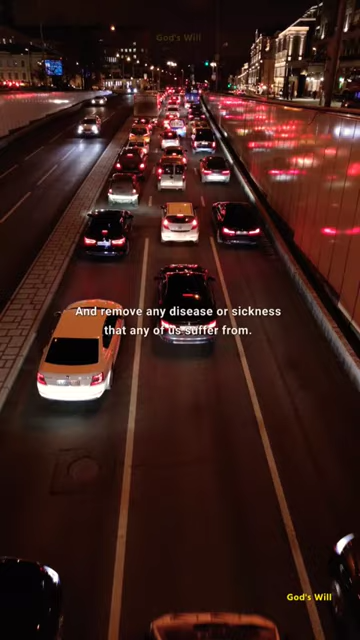 God's Will
And remove any disease or sickness
that any of us suffer from.
God's Will